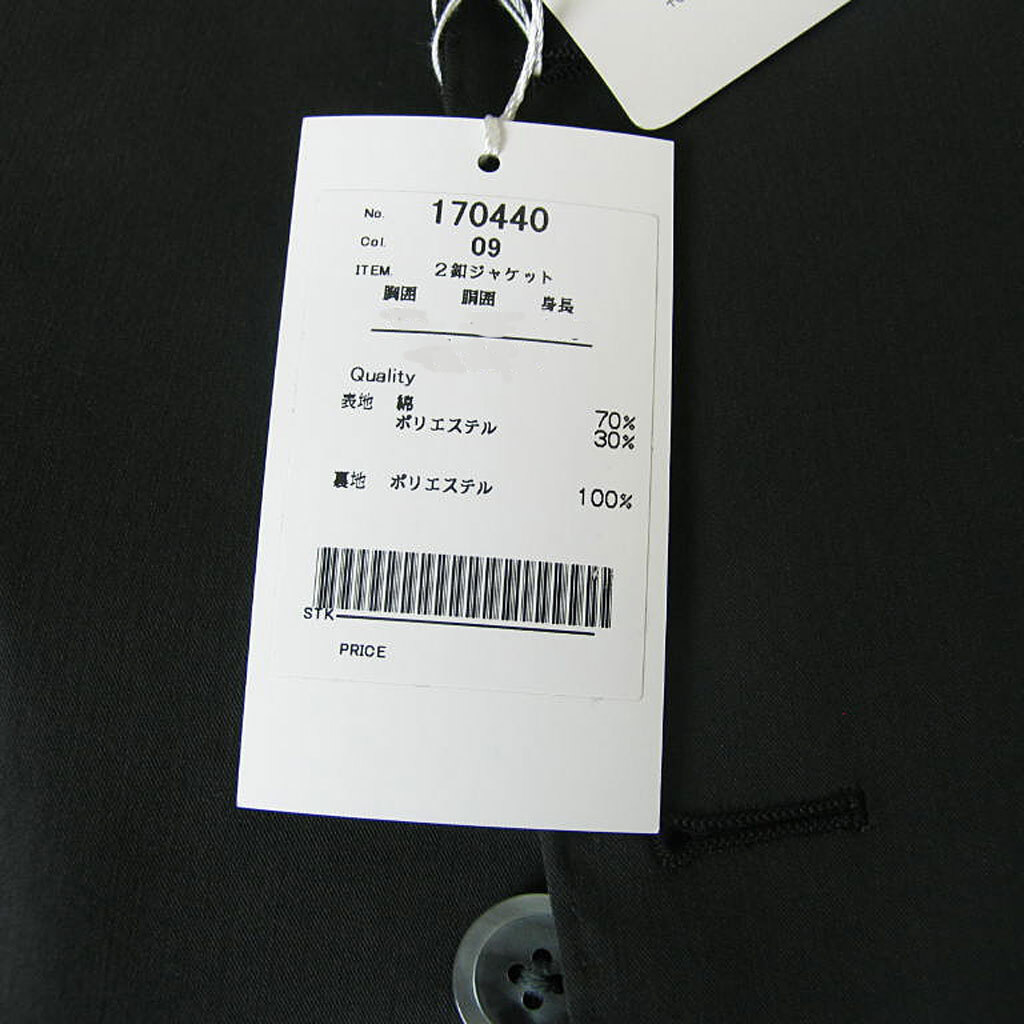 No. 170440
Col. 09
ITEM. 2釦ジャケット
胸囲 胴囲 身長
Quality
表地 綿 70%
ポリエステル 30%
裏地 ポリエステル 100%
STK
PRICE